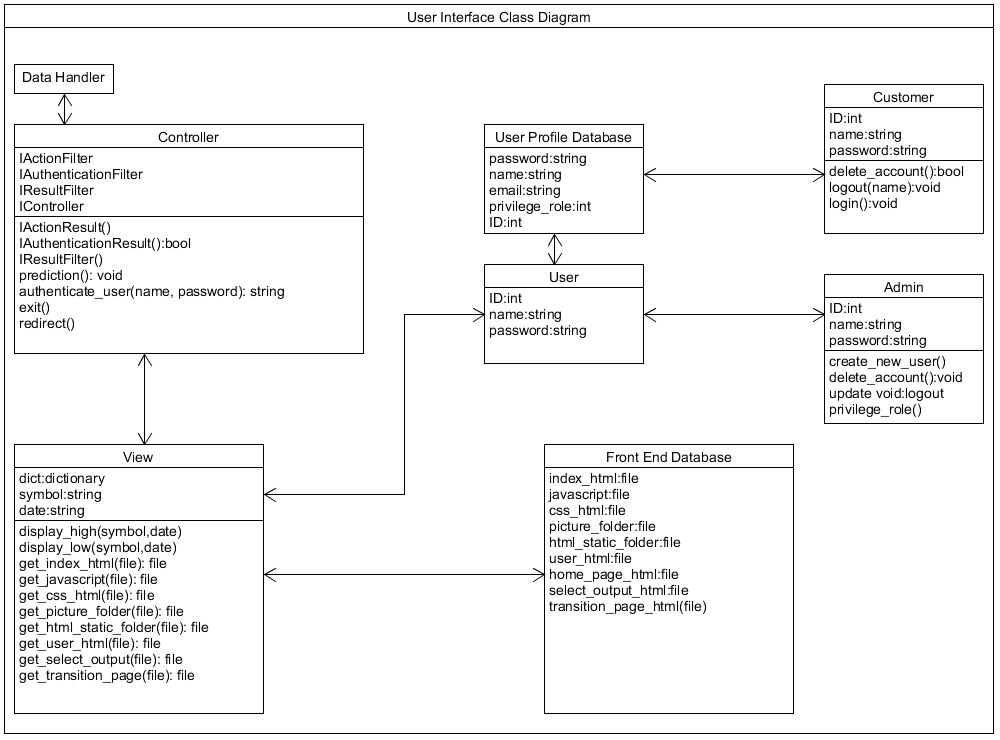 User Interface Class Diagram
Data Handler
Controller
IActionFilter
IAuthenticationFilter
IResultFilter
IController
IActionResult()
IAuthenticationResult():bool
IResultFilter()
prediction(): void
authenticate_user(name, password): string
exit()
redirect()
User Profile Database
password:string
name:string
email:string
privilege_role:int
ID:int
Customer
ID:int
name:string
password:string
delete_account():bool
logout(name):void
login():void
User
ID:int
name:string
password:string
Admin
ID:int
name:string
password:string
create_new_user()
delete_account():void
update void:logout
privilege_role()
View
dict:dictionary
symbol:string
date:string
display_high(symbol,date)
display_low(symbol,date)
get_index_html(file): file
get_javascript(file): file
get_css_html(file): file
get_picture_folder(file): file
get_html_static_folder(file): file
get_user_html(file): file
get_select_output(file): file
get_transition_page(file): file
Front End Database
index_html:file
javascript:file
css_html:file
picture_folder:file
html_static_folder:file
user_html:file
home_page_html:file
select_output_html:file
transition_page_html(file)